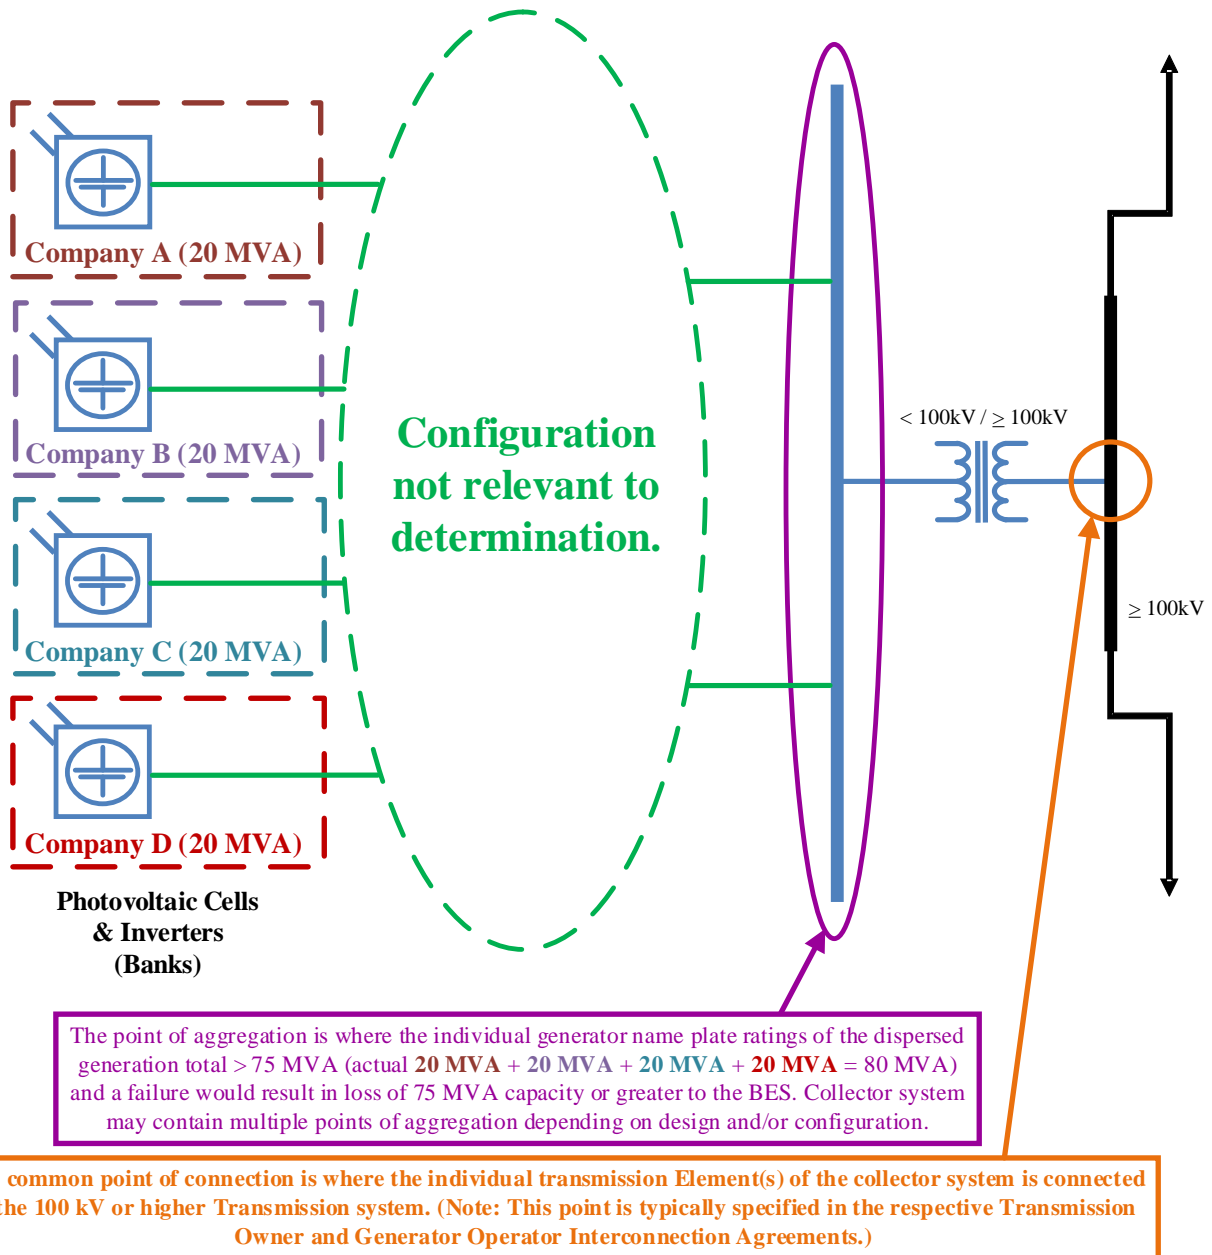 Company A (20 MVA)
Company B (20 MVA)
Company C (20 MVA)
Company D (20 MVA)
Photovoltaic Cells
& Inverters
(Banks)
Configuration
not relevant to
determination.
< 100kV / ≥ 100kV
≥ 100kV
The point of aggregation is where the individual generator name plate ratings of the dispersed
generation total > 75 MVA (actual 20 MVA + 20 MVA + 20 MVA + 20 MVA = 80 MVA)
and a failure would result in loss of 75 MVA capacity or greater to the BES. Collector system
may contain multiple points of aggregation depending on design and/or configuration.
common point of connection is where the individual transmission Element(s) of the collector system is connected
the 100 kV or higher Transmission system. (Note: This point is typically specified in the respective Transmission
Owner and Generator Operator Interconnection Agreements.)